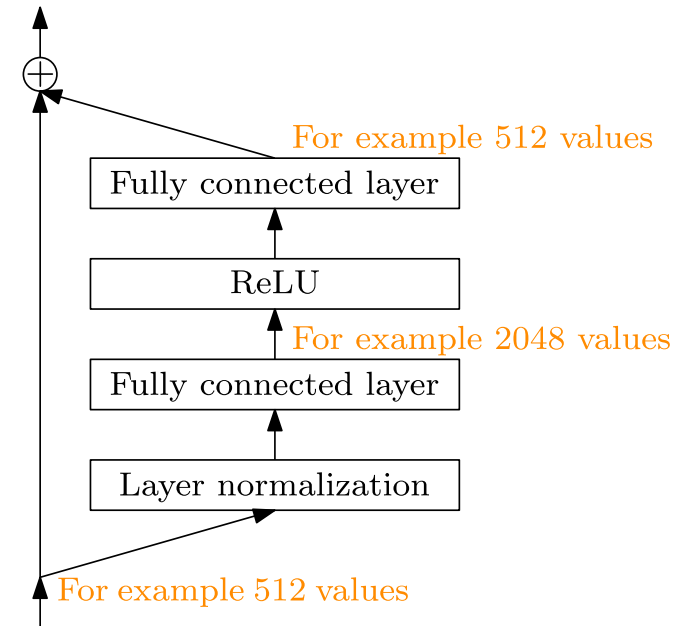 For example 512 values
Fully connected layer
ReLU
For example 2048 values
Fully connected layer
Layer normalization
For example 512 values